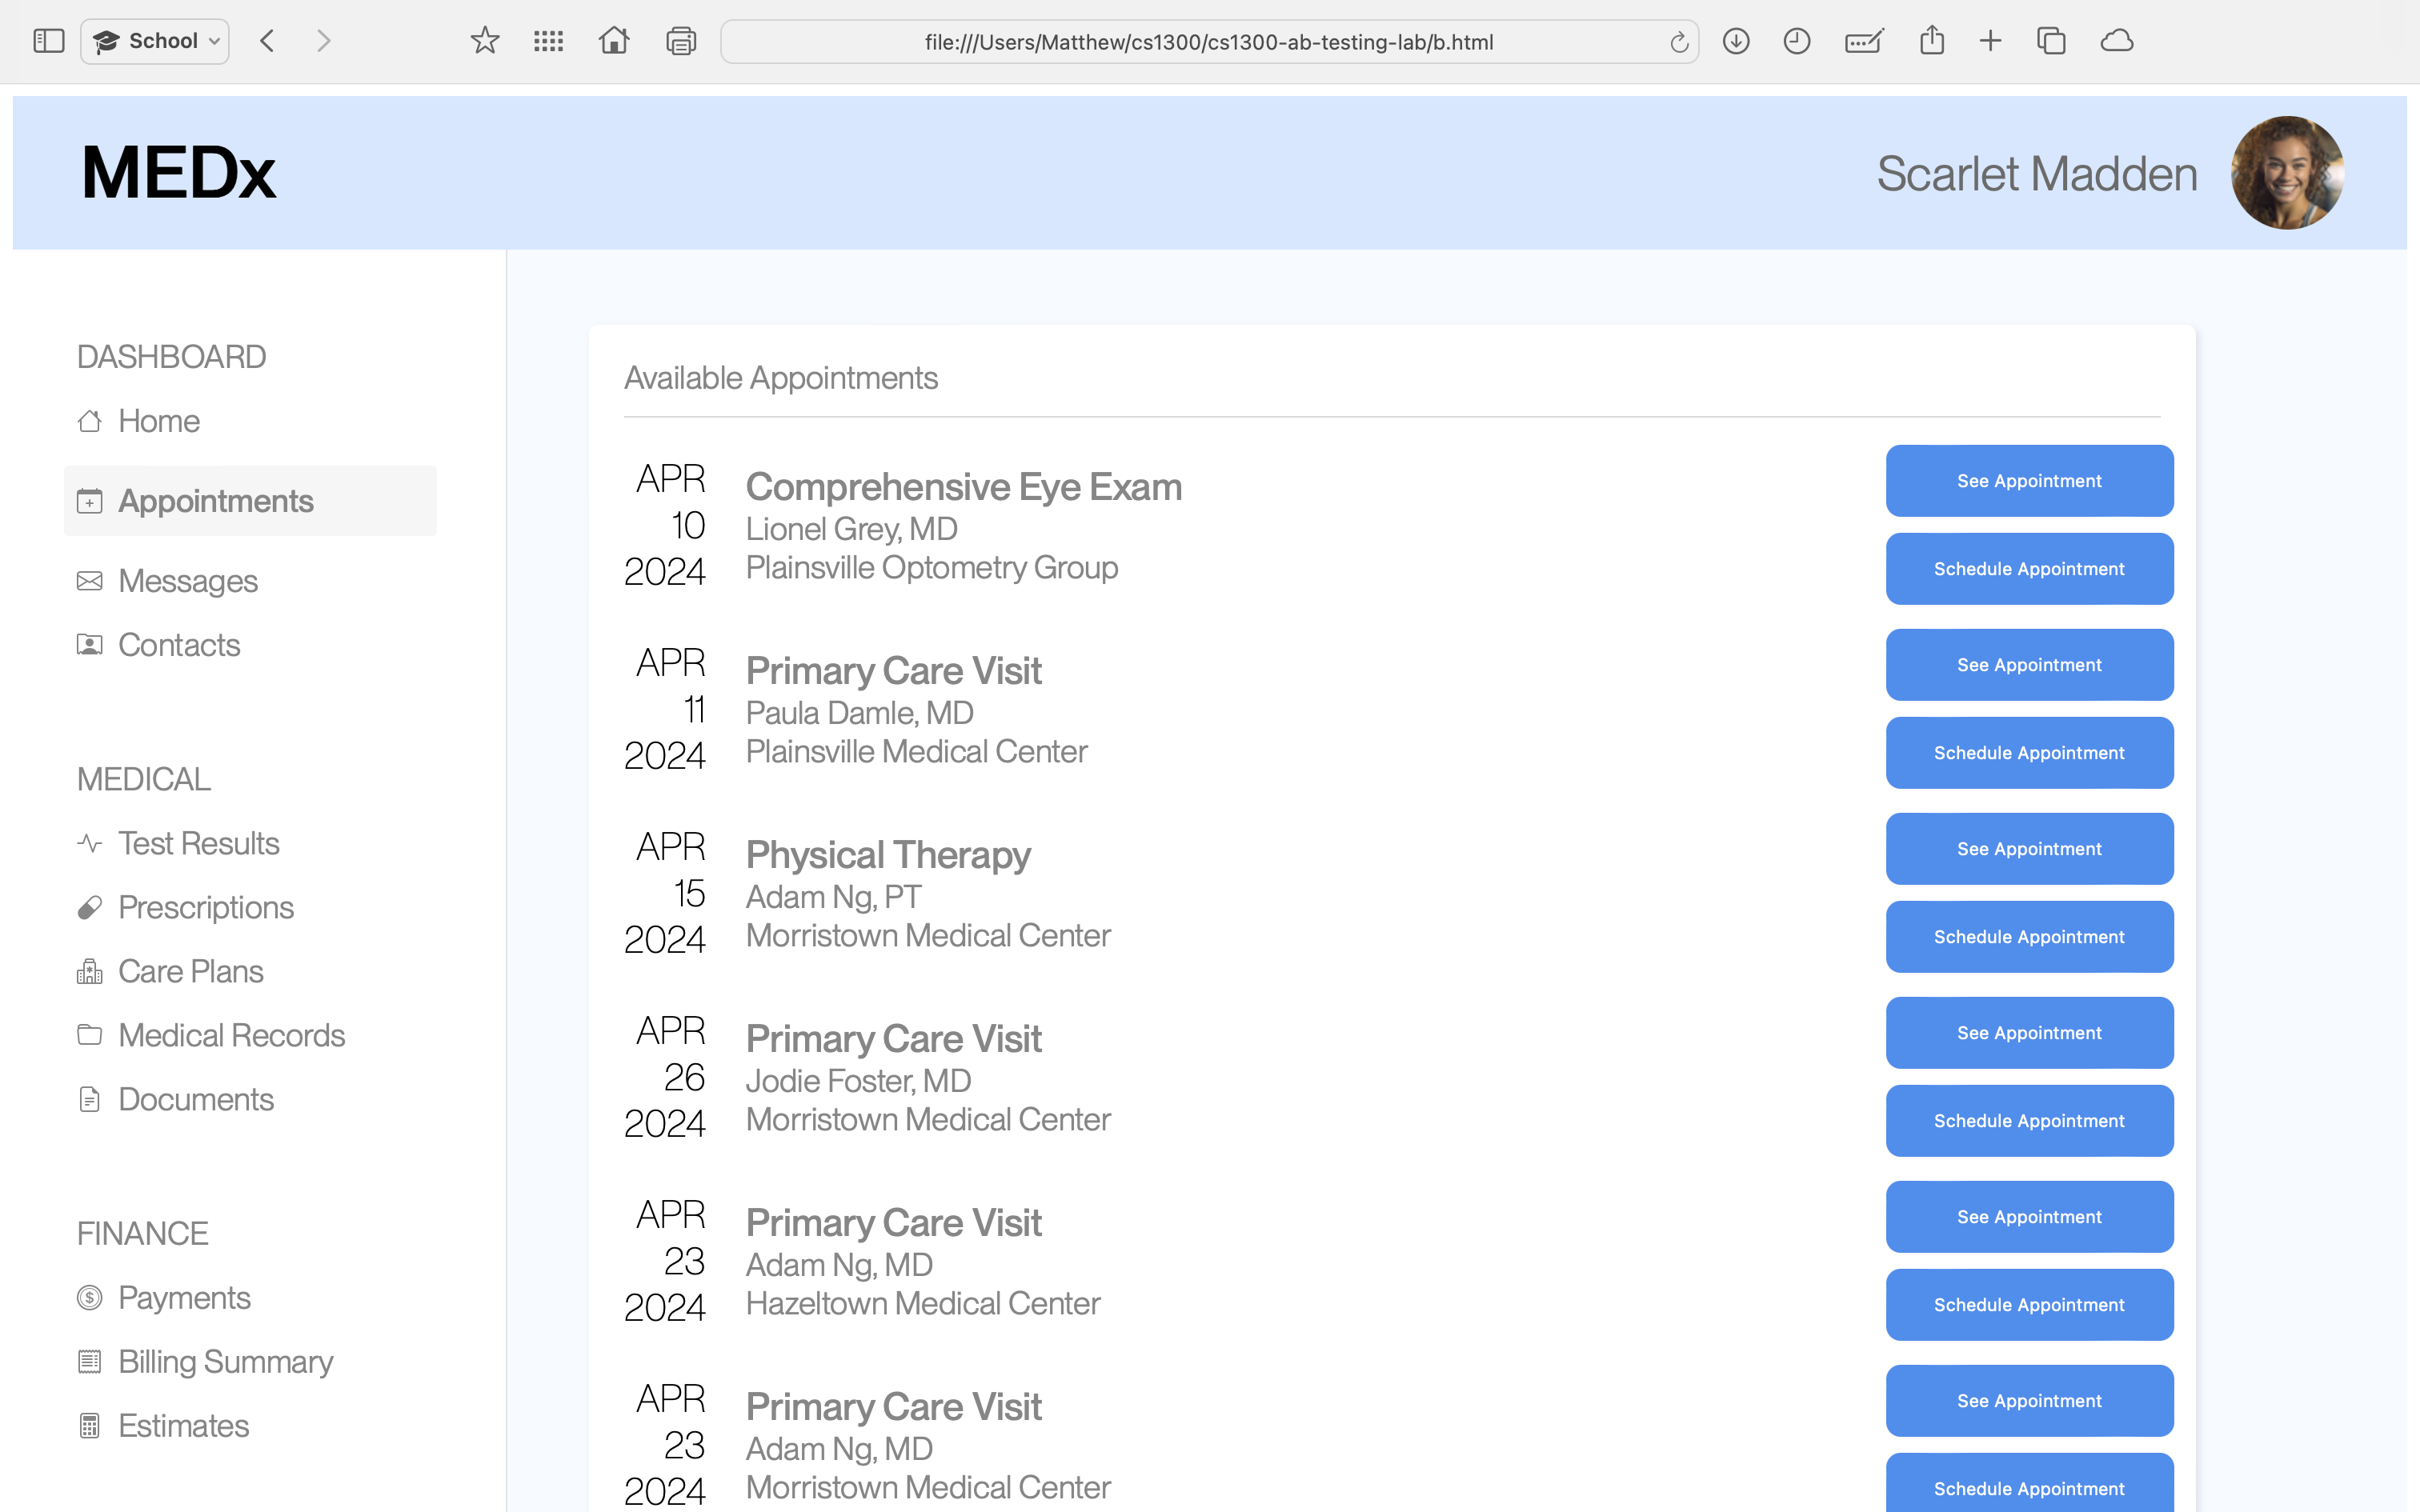 School
file:///Users/Matthew/cs1300/cs1300-ab-testing-lab/b.html
MEDx
Scarlet Madden
DASHBOARD
Home
Appointments
Messages
Contacts
MEDICAL
Test Results
Prescriptions
Care Plans
Medical Records
Documents
FINANCE
Payments
Billing Summary
Estimates
Available Appointments
APR
10
2024
Comprehensive Eye Exam
Lionel Grey, MD
Plainsville Optometry Group
See Appointment
Schedule Appointment
APR
11
2024
Primary Care Visit
Paula Damle, MD
Plainsville Medical Center
See Appointment
Schedule Appointment
APR
15
2024
Physical Therapy
Adam Ng, PT
Morristown Medical Center
See Appointment
Schedule Appointment
APR
26
2024
Primary Care Visit
Jodie Foster, MD
Morristown Medical Center
See Appointment
Schedule Appointment
APR
23
2024
Primary Care Visit
Adam Ng, MD
Hazeltown Medical Center
See Appointment
Schedule Appointment
APR
23
2024
Primary Care Visit
Adam Ng, MD
Morristown Medical Center
See Appointment
Schedule Appointment